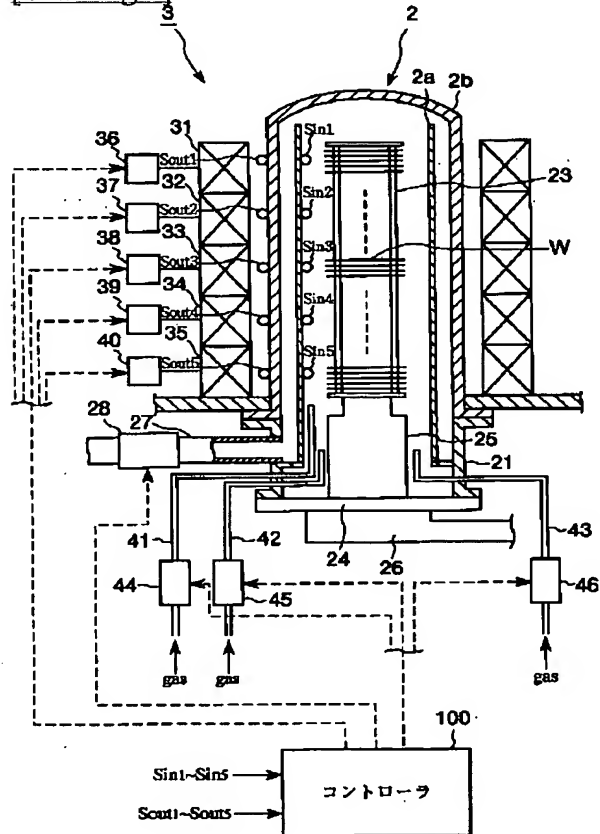 3
2
2a
2b
36
31
Sout1
Sin1
32
37
Sout2
Sin2
23
33
38
Sout3
Sin3
W
34
39
Sout4
Sin4
35
40
Sout5
Sin5
28
27
25
21
41
42
24
26
43
44
45
46
gas
gas
gas
100
Sin1~Sin5
Sout1~Sout5
コントローラ